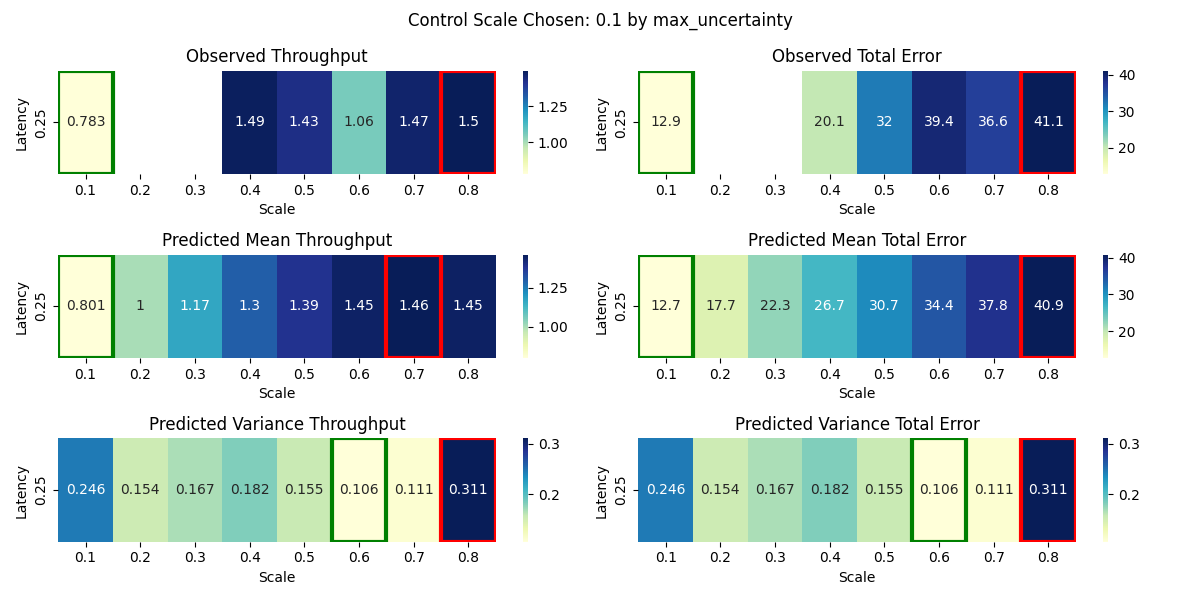 Control Scale Chosen: 0.1 by max_uncertainty
Observed Throughput
Latency
0.25
0.783 1.49 1.43 1.06 1.47 1.5
1.25
1.00
0.1 0.2 0.3 0.4 0.5 0.6 0.7 0.8
Scale
Observed Total Error
Latency
0.25
12.9 20.1 32 39.4 36.6 41.1
40
30
20
0.1 0.2 0.3 0.4 0.5 0.6 0.7 0.8
Scale
Predicted Mean Throughput
Latency
0.25
0.801 1 1.17 1.3 1.39 1.45 1.46 1.45
1.25
1.00
0.1 0.2 0.3 0.4 0.5 0.6 0.7 0.8
Scale
Predicted Mean Total Error
Latency
0.25
12.7 17.7 22.3 26.7 30.7 34.4 37.8 40.9
40
30
20
0.1 0.2 0.3 0.4 0.5 0.6 0.7 0.8
Scale
Predicted Variance Throughput
Latency
0.25
0.246 0.154 0.167 0.182 0.155 0.106 0.111 0.311
0.3
0.2
0.1 0.2 0.3 0.4 0.5 0.6 0.7 0.8
Scale
Predicted Variance Total Error
Latency
0.25
0.246 0.154 0.167 0.182 0.155 0.106 0.111 0.311
0.3
0.2
0.1 0.2 0.3 0.4 0.5 0.6 0.7 0.8
Scale